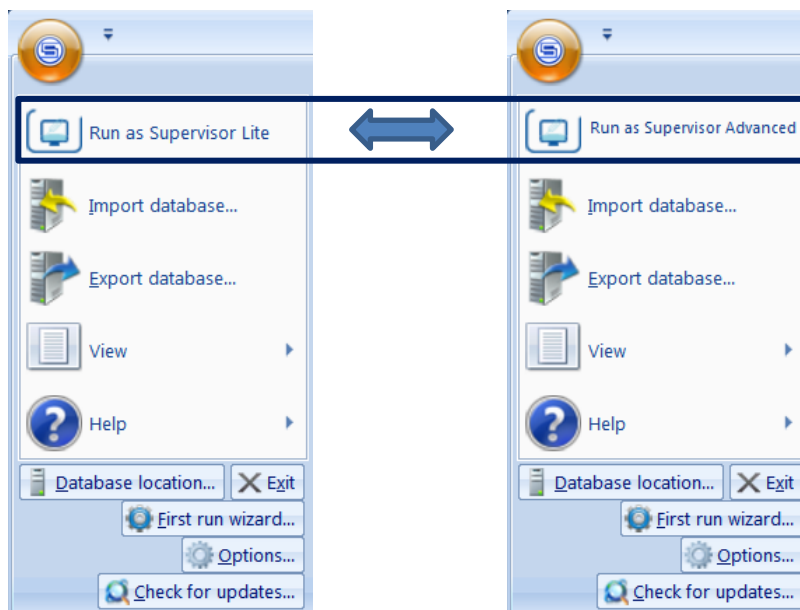 Run as Supervisor Lite
Import database...
Export database...
View
Help
Database location...
Exit
First run wizard...
Options...
Check for updates...
Run as Supervisor Advanced
Import database...
Export database...
View
Help
Database location...
Exit
First run wizard...
Options...
Check for updates...